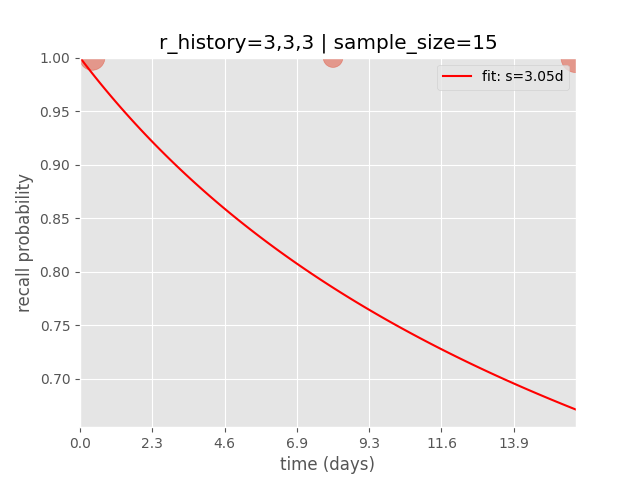 r_history=3,3,3 | sample_size=15
fit: s=3.05d
recall probability
1.00
0.95
0.90
0.85
0.80
0.75
0.70
0.0 2.3 4.6 6.9 9.3 11.6 13.9
time (days)